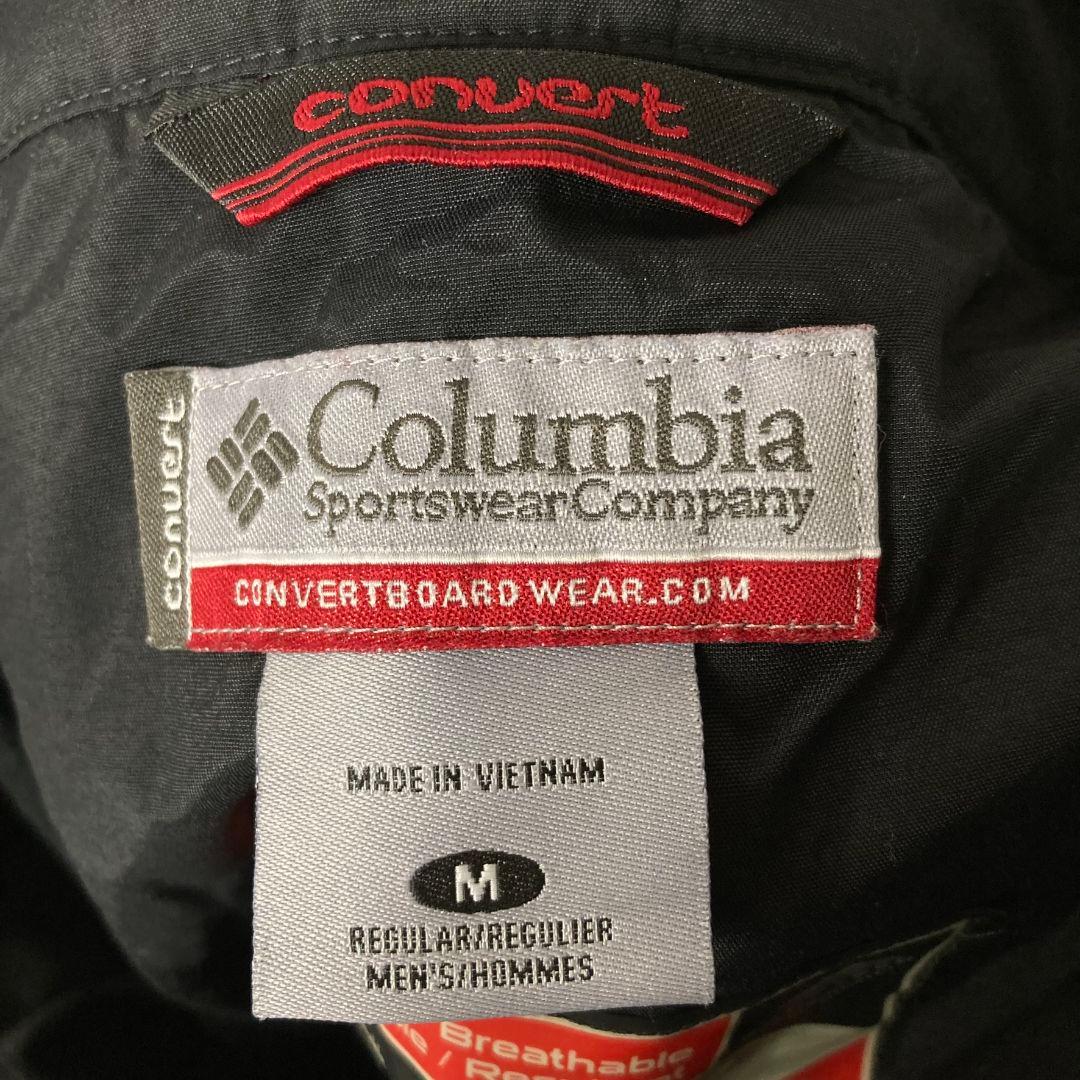 convert
convert
Columbia
Sportswear Company
CONVERTBOARDWEAR.COM
MADE IN VIETNAM
M
REGULAR/REGULIER
MEN'S/HOMMES
Breathable